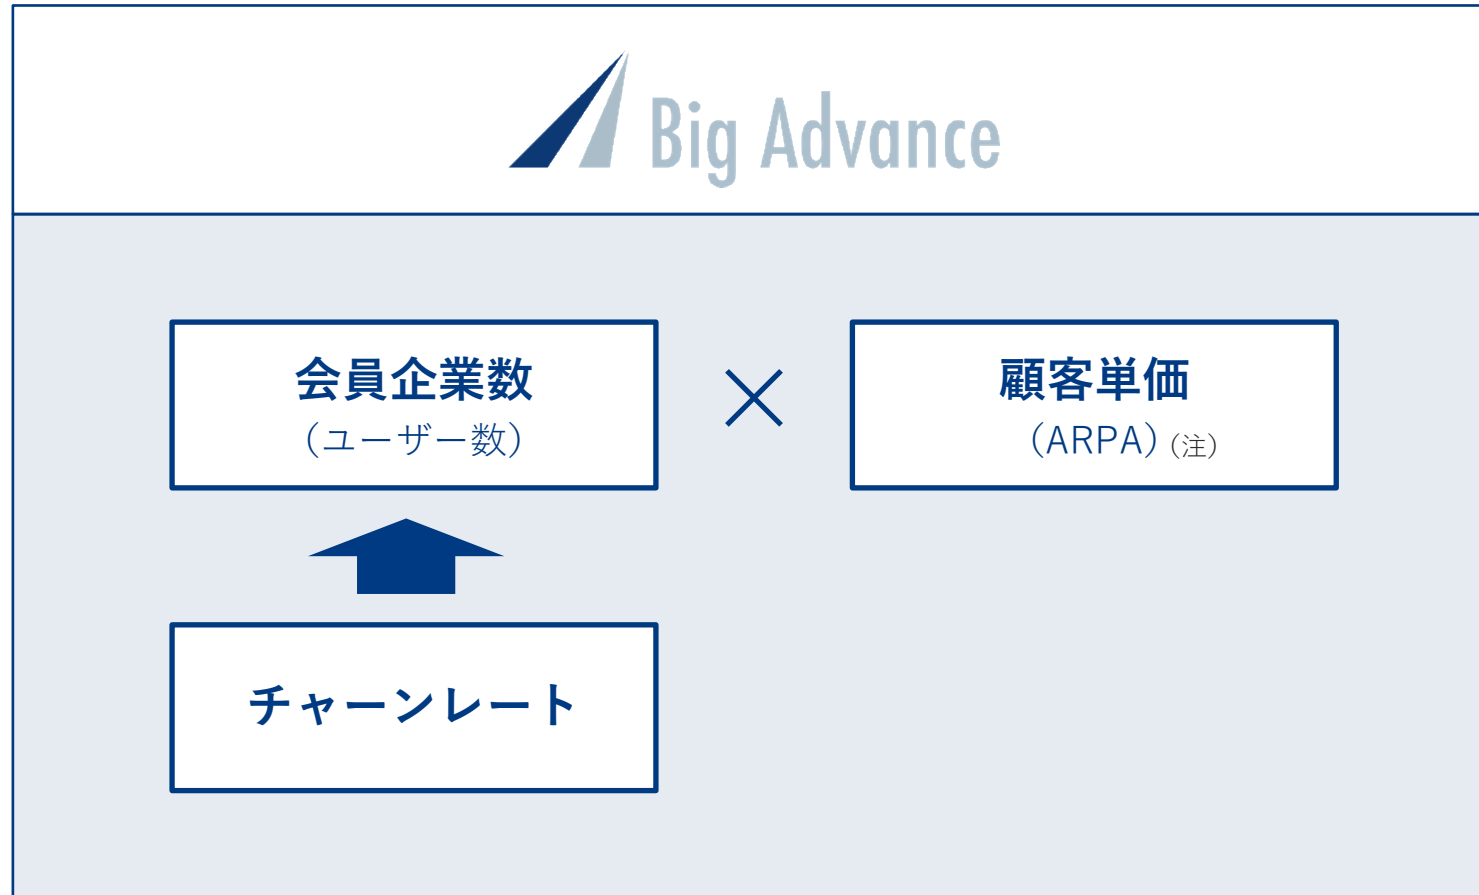 Big Advance
会員企業数
（ユーザー数）
×
顧客単価
（ARPA）（注）
チャーンレート